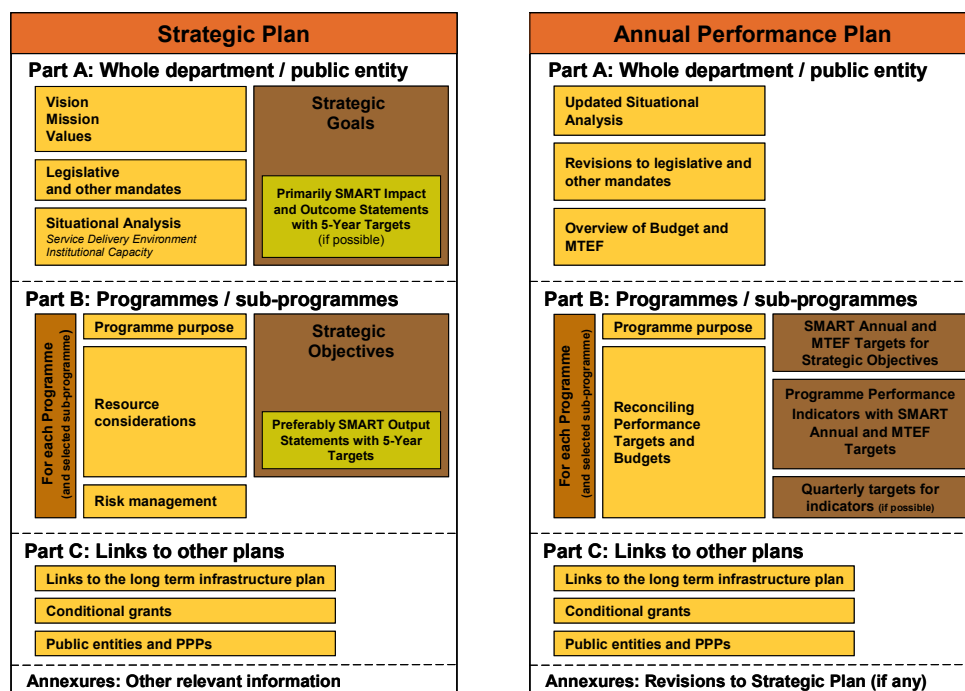 Strategic Plan
Part A: Whole department / public entity
Vision
Mission
Values
Legislative
and other mandates
Situational Analysis
Service Delivery Environment
Institutional Capacity
Strategic
Goals
Primarily SMART Impact
and Outcome Statements
with 5-Year Targets
(if possible)
Part B: Programmes / sub-programmes
For each Programme
(and selected sub-programme)
Programme purpose
Resource
considerations
Risk management
Strategic
Objectives
Preferably SMART Output
Statements with 5-Year
Targets
Part C: Links to other plans
Links to the long term infrastructure plan
Conditional grants
Public entities and PPPs
Annexures: Other relevant information
Annual Performance Plan
Part A: Whole department / public entity
Updated Situational
Analysis
Revisions to legislative and
other mandates
Overview of Budget and
MTEF
Part B: Programmes / sub-programmes
For each Programme
(and selected sub-programme)
Programme purpose
Reconciling
Performance
Targets and
Budgets
SMART Annual and
MTEF Targets for
Strategic Objectives
Programme Performance
Indicators with SMART
Annual and MTEF
Targets
Quarterly targets for
indicators (if possible)
Part C: Links to other plans
Links to the long term infrastructure plan
Conditional grants
Public entities and PPPs
Annexures: Revisions to Strategic Plan (if any)